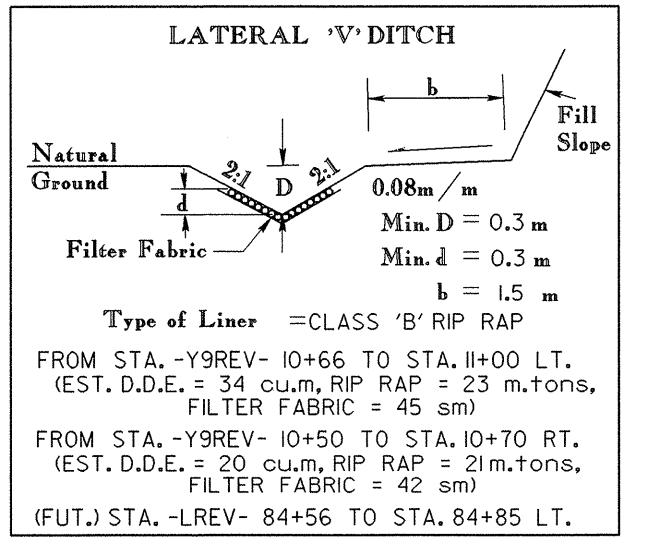 LATERAL 'V' DITCH
b
Fill
Slope
Natural
Ground
2:1
D
2:1
d
0.08m / m
Filter Fabric
Min. D = 0.3 m
Min. d = 0.3 m
b = 1.5 m
Type of Liner =CLASS 'B' RIP RAP
FROM STA. -Y9REV- 10+66 TO STA. 11+00 LT.
(EST. D.D.E. = 34 cu.m, RIP RAP = 23 m.tons,
FILTER FABRIC = 45 sm)
FROM STA. -Y9REV- 10+50 TO STA. 10+70 RT.
(EST. D.D.E. = 20 cu.m, RIP RAP = 21 m.tons,
FILTER FABRIC = 42 sm)
(FUT.) STA. -LREV- 84+56 TO STA. 84+85 LT.